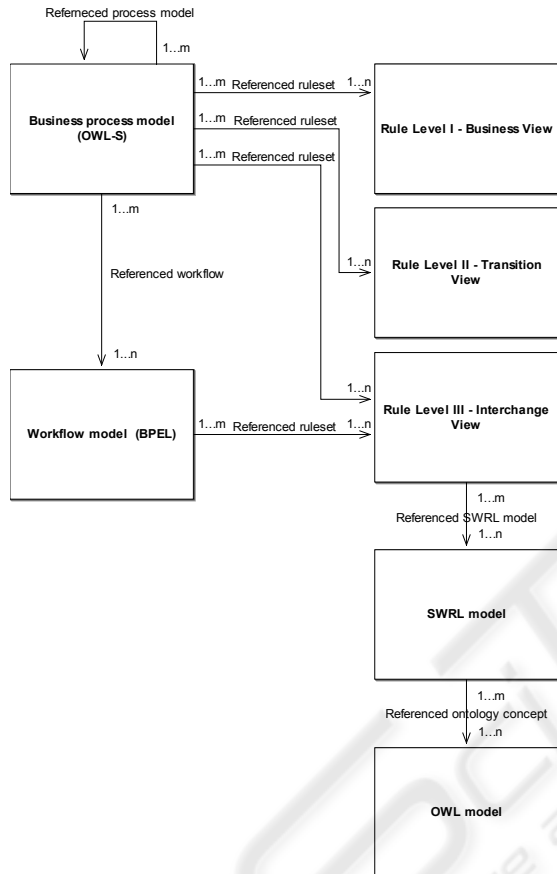 Refemeced process model
1...m
Business process model
(OWL-S)
1...m Referenced ruleset 1...n
Rule Level I - Business View
1...m Referenced ruleset
1...m Referenced ruleset
1...m
Referenced workflow
1...n
1...n
Rule Level II - Transition
View
1...n
Rule Level III - Interchange
View
Workflow model (BPEL)
1...m Referenced ruleset 1...n
1...m
Referenced SWRL model
1...n
SWRL model
1...m
Referenced ontology concept
1...n
OWL model